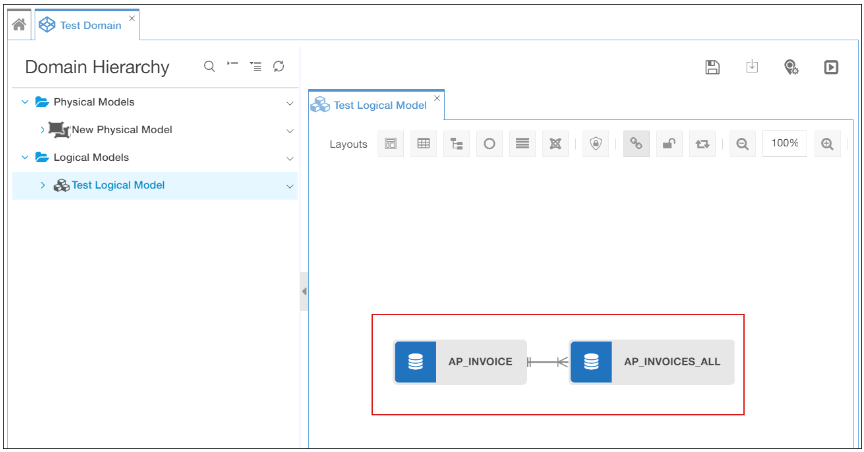 Test Domain
Domain Hierarchy
Physical Models
New Physical Model
Logical Models
Test Logical Model
Test Logical Model
Layouts
100%
AP_INVOICE
AP_INVOICES_ALL